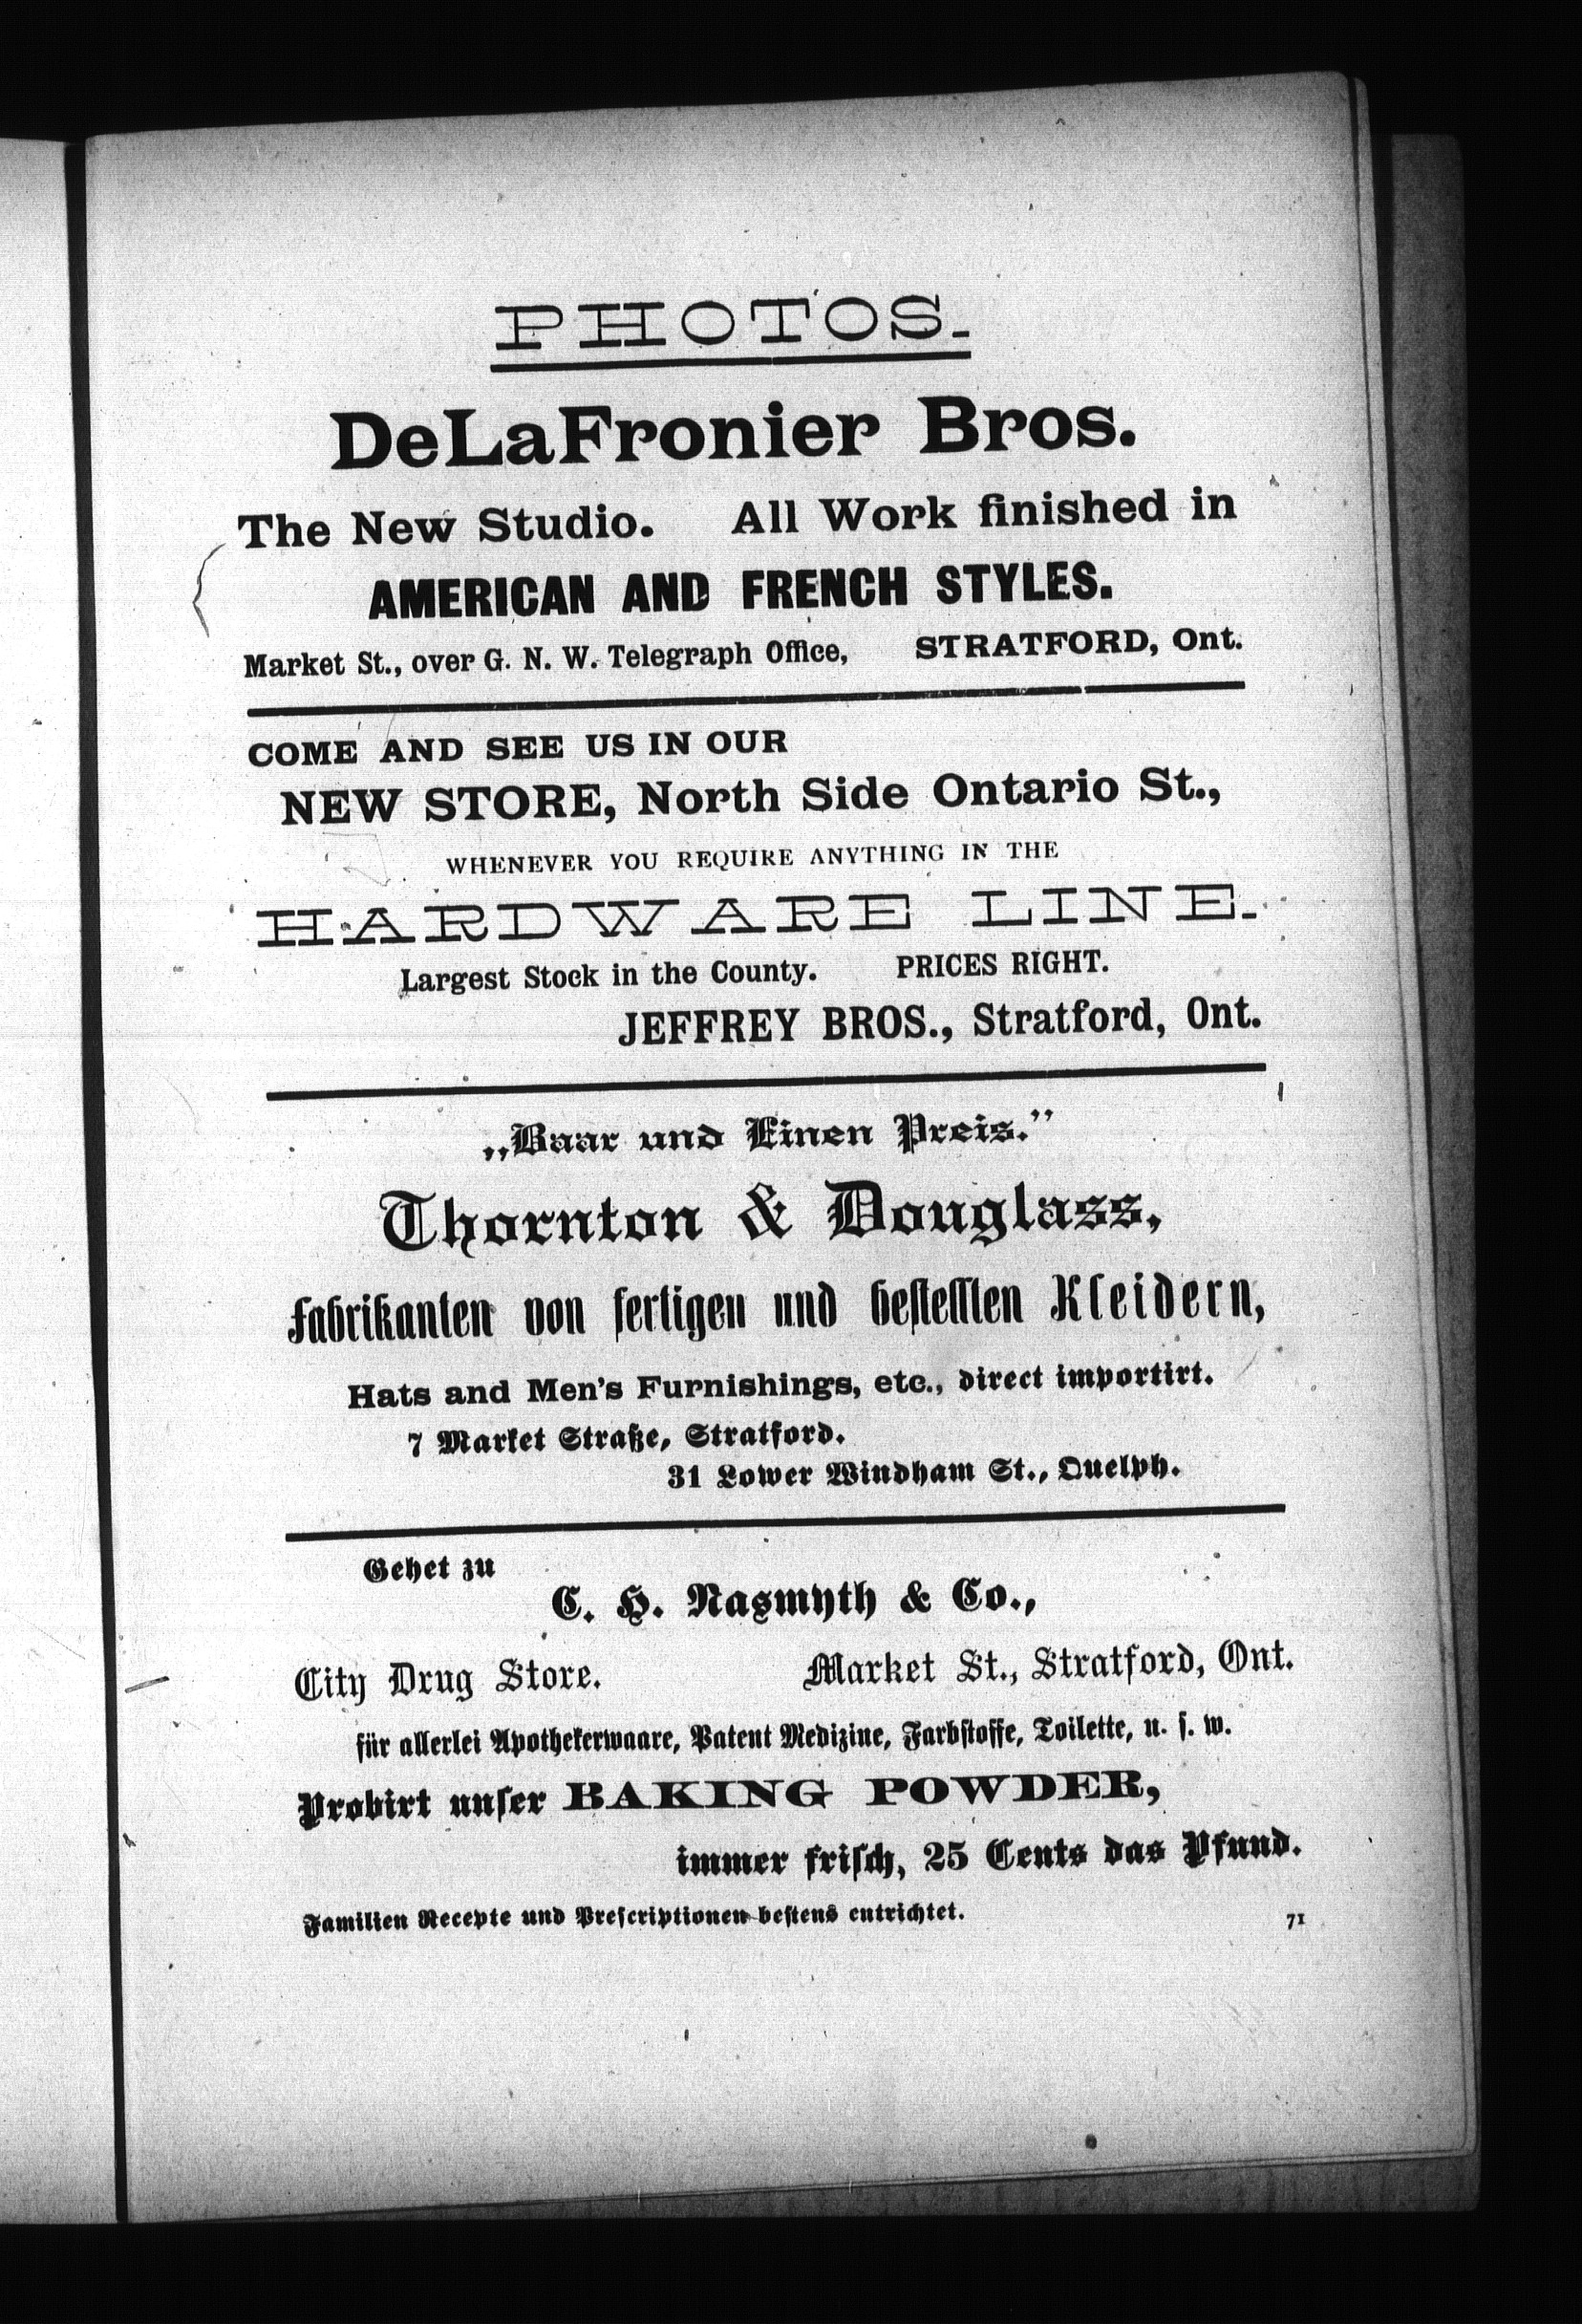 PHOTOS.
DeLaFronier Bros.
The New Studio. All Work finished in
AMERICAN AND FRENCH STYLES.
Market St., over G. N. W. Telegraph Office, STRATFORD, Ont.
COME AND SEE US IN OUR
NEW STORE, North Side Ontario St.,
WHENEVER YOU REQUIRE ANYTHING IN THE
HARDWARE LINE.
Largest Stock in the County. PRICES RIGHT.
JEFFREY BROS., Stratford, Ont.
„Baar und Einen Preis."
Thornton & Douglass,
Fabrikanten von fertigen und bestellten Kleidern,
Hats and Men's Furnishings, etc., direct importirt.
7 Market Straße, Stratford.
31 Lower Windham St., Quelph.
Gehet zu
C. H. Nasmyth & Co.,
City Drug Store. Market St., Stratford, Ont.
für allerlei Apothekerwaare, Patent Medizine, Farbstoffe, Toilette, u. s. w.
Probirt unser BAKING POWDER,
immer frisch, 25 Cents das Pfund.
Familien Recepte und Prescriptionen bestens entrichtet.
71